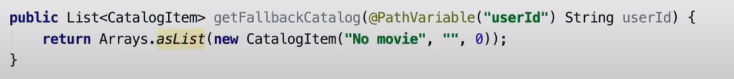 public List<CatalogItem> getFallbackCatalog(@PathVariable("userId") String userId) {
    return Arrays.asList(new CatalogItem("No movie", "", 0));
}